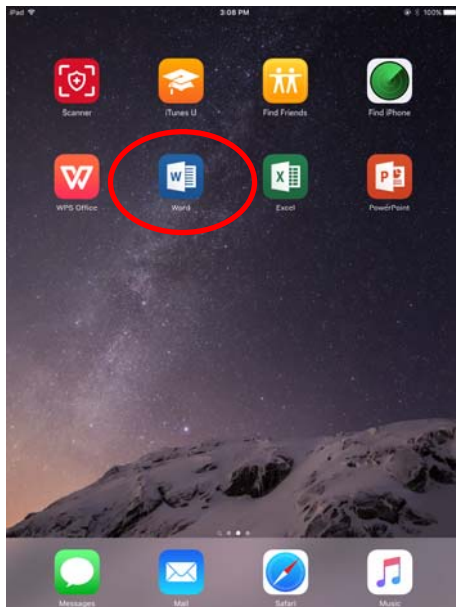 iPad 3:08 PM 100%
Scanner iTunes U Find Friends Find iPhone
WPS Office Word Excel PowerPoint
Messages Mail Safari Music